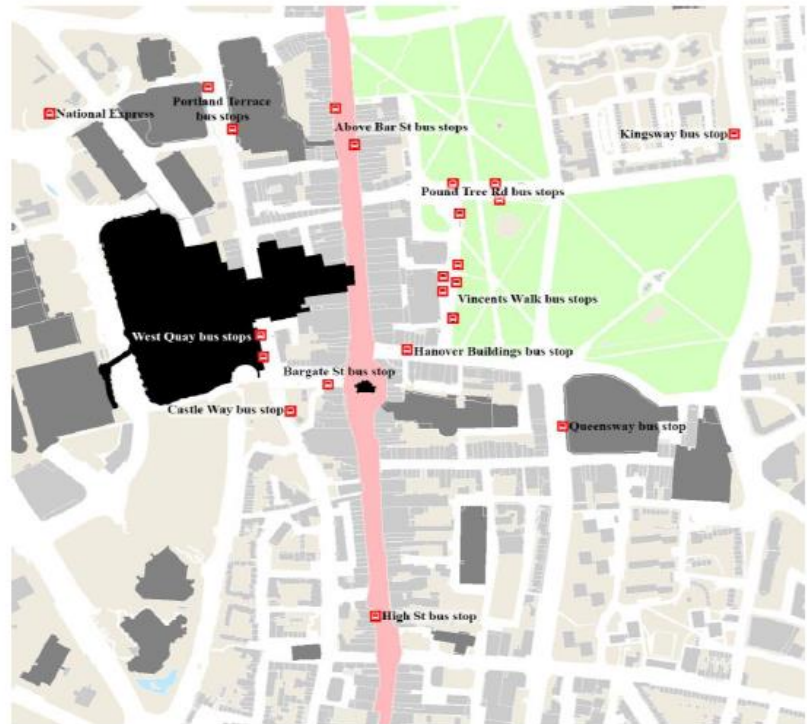 National Express
Portland Terrace
bus stops
Above Bar St bus stops
Kingsway bus stop
Pound Tree Rd bus stops
Vincents Walk bus stops
West Quay bus stops
Hanover Buildings bus stop
Bargate St bus stop
Castle Way bus stop
Queensway bus stop
High St bus stop